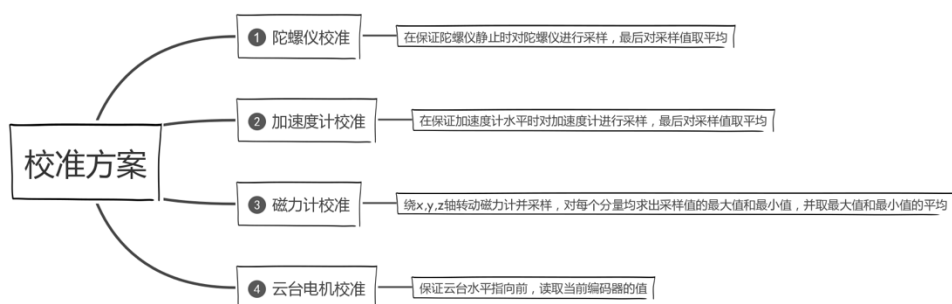 校准方案
1 陀螺仪校准
在保证陀螺仪静止时对陀螺仪进行采样，最后对采样值取平均
2 加速度计校准
在保证加速度计水平时对加速度计进行采样，最后对采样值取平均
3 磁力计校准
绕x,y,z轴转动磁力计并采样，对每个分量均求出采样值的最大值和最小值，并取最大值和最小值的平均
4 云台电机校准
保证云台水平指向前，读取当前编码器的值